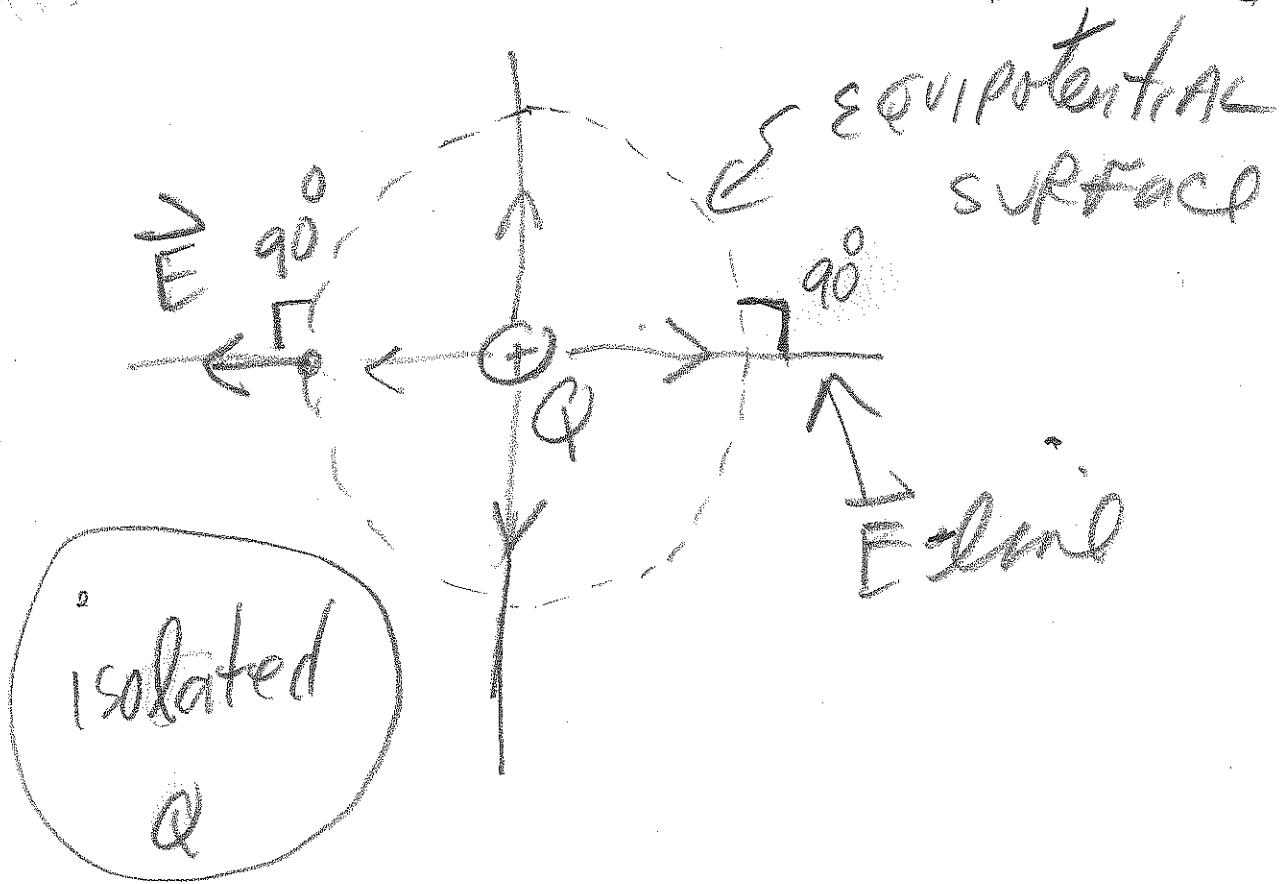 EQUIPotentiAL
SURFace
E⃗
90°
90°
+
Q
E⃗-line
isolated
Q